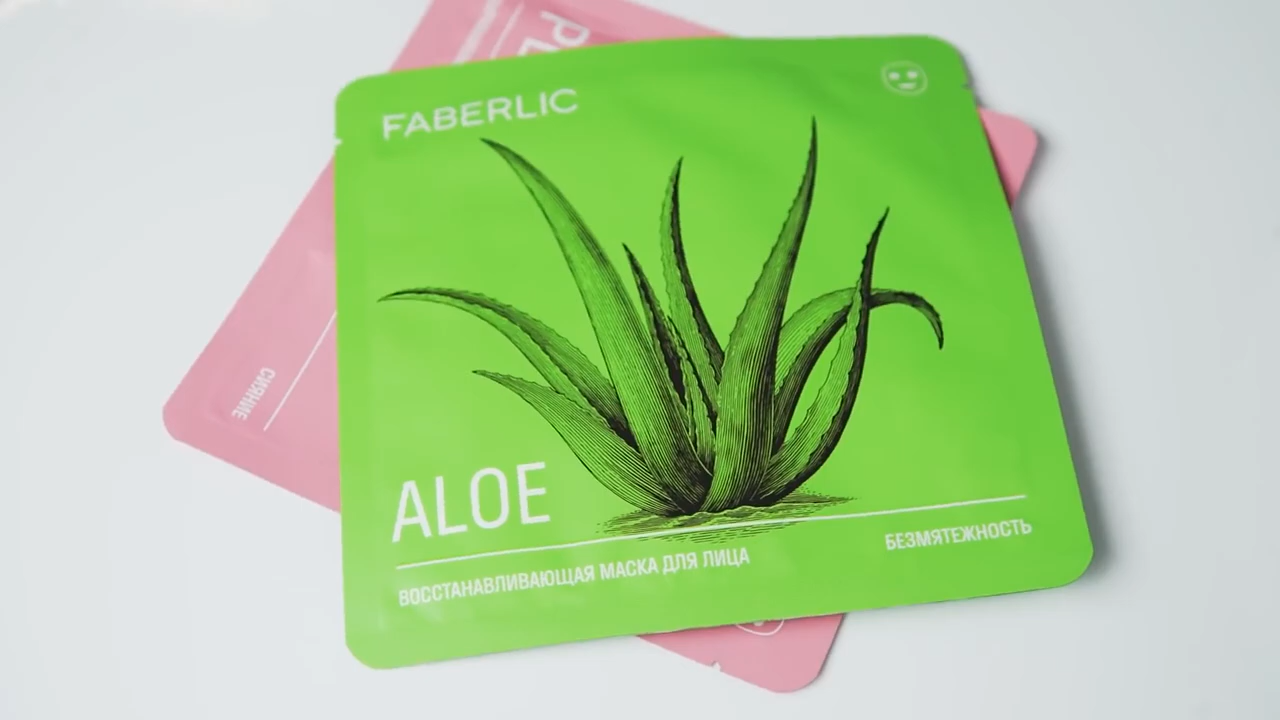 FABERLIC
ALOE
ВОССТАНАВЛИВАЮЩАЯ МАСКА ДЛЯ ЛИЦА
БЕЗМЯТЕЖНОСТЬ
СИЯНИЕ